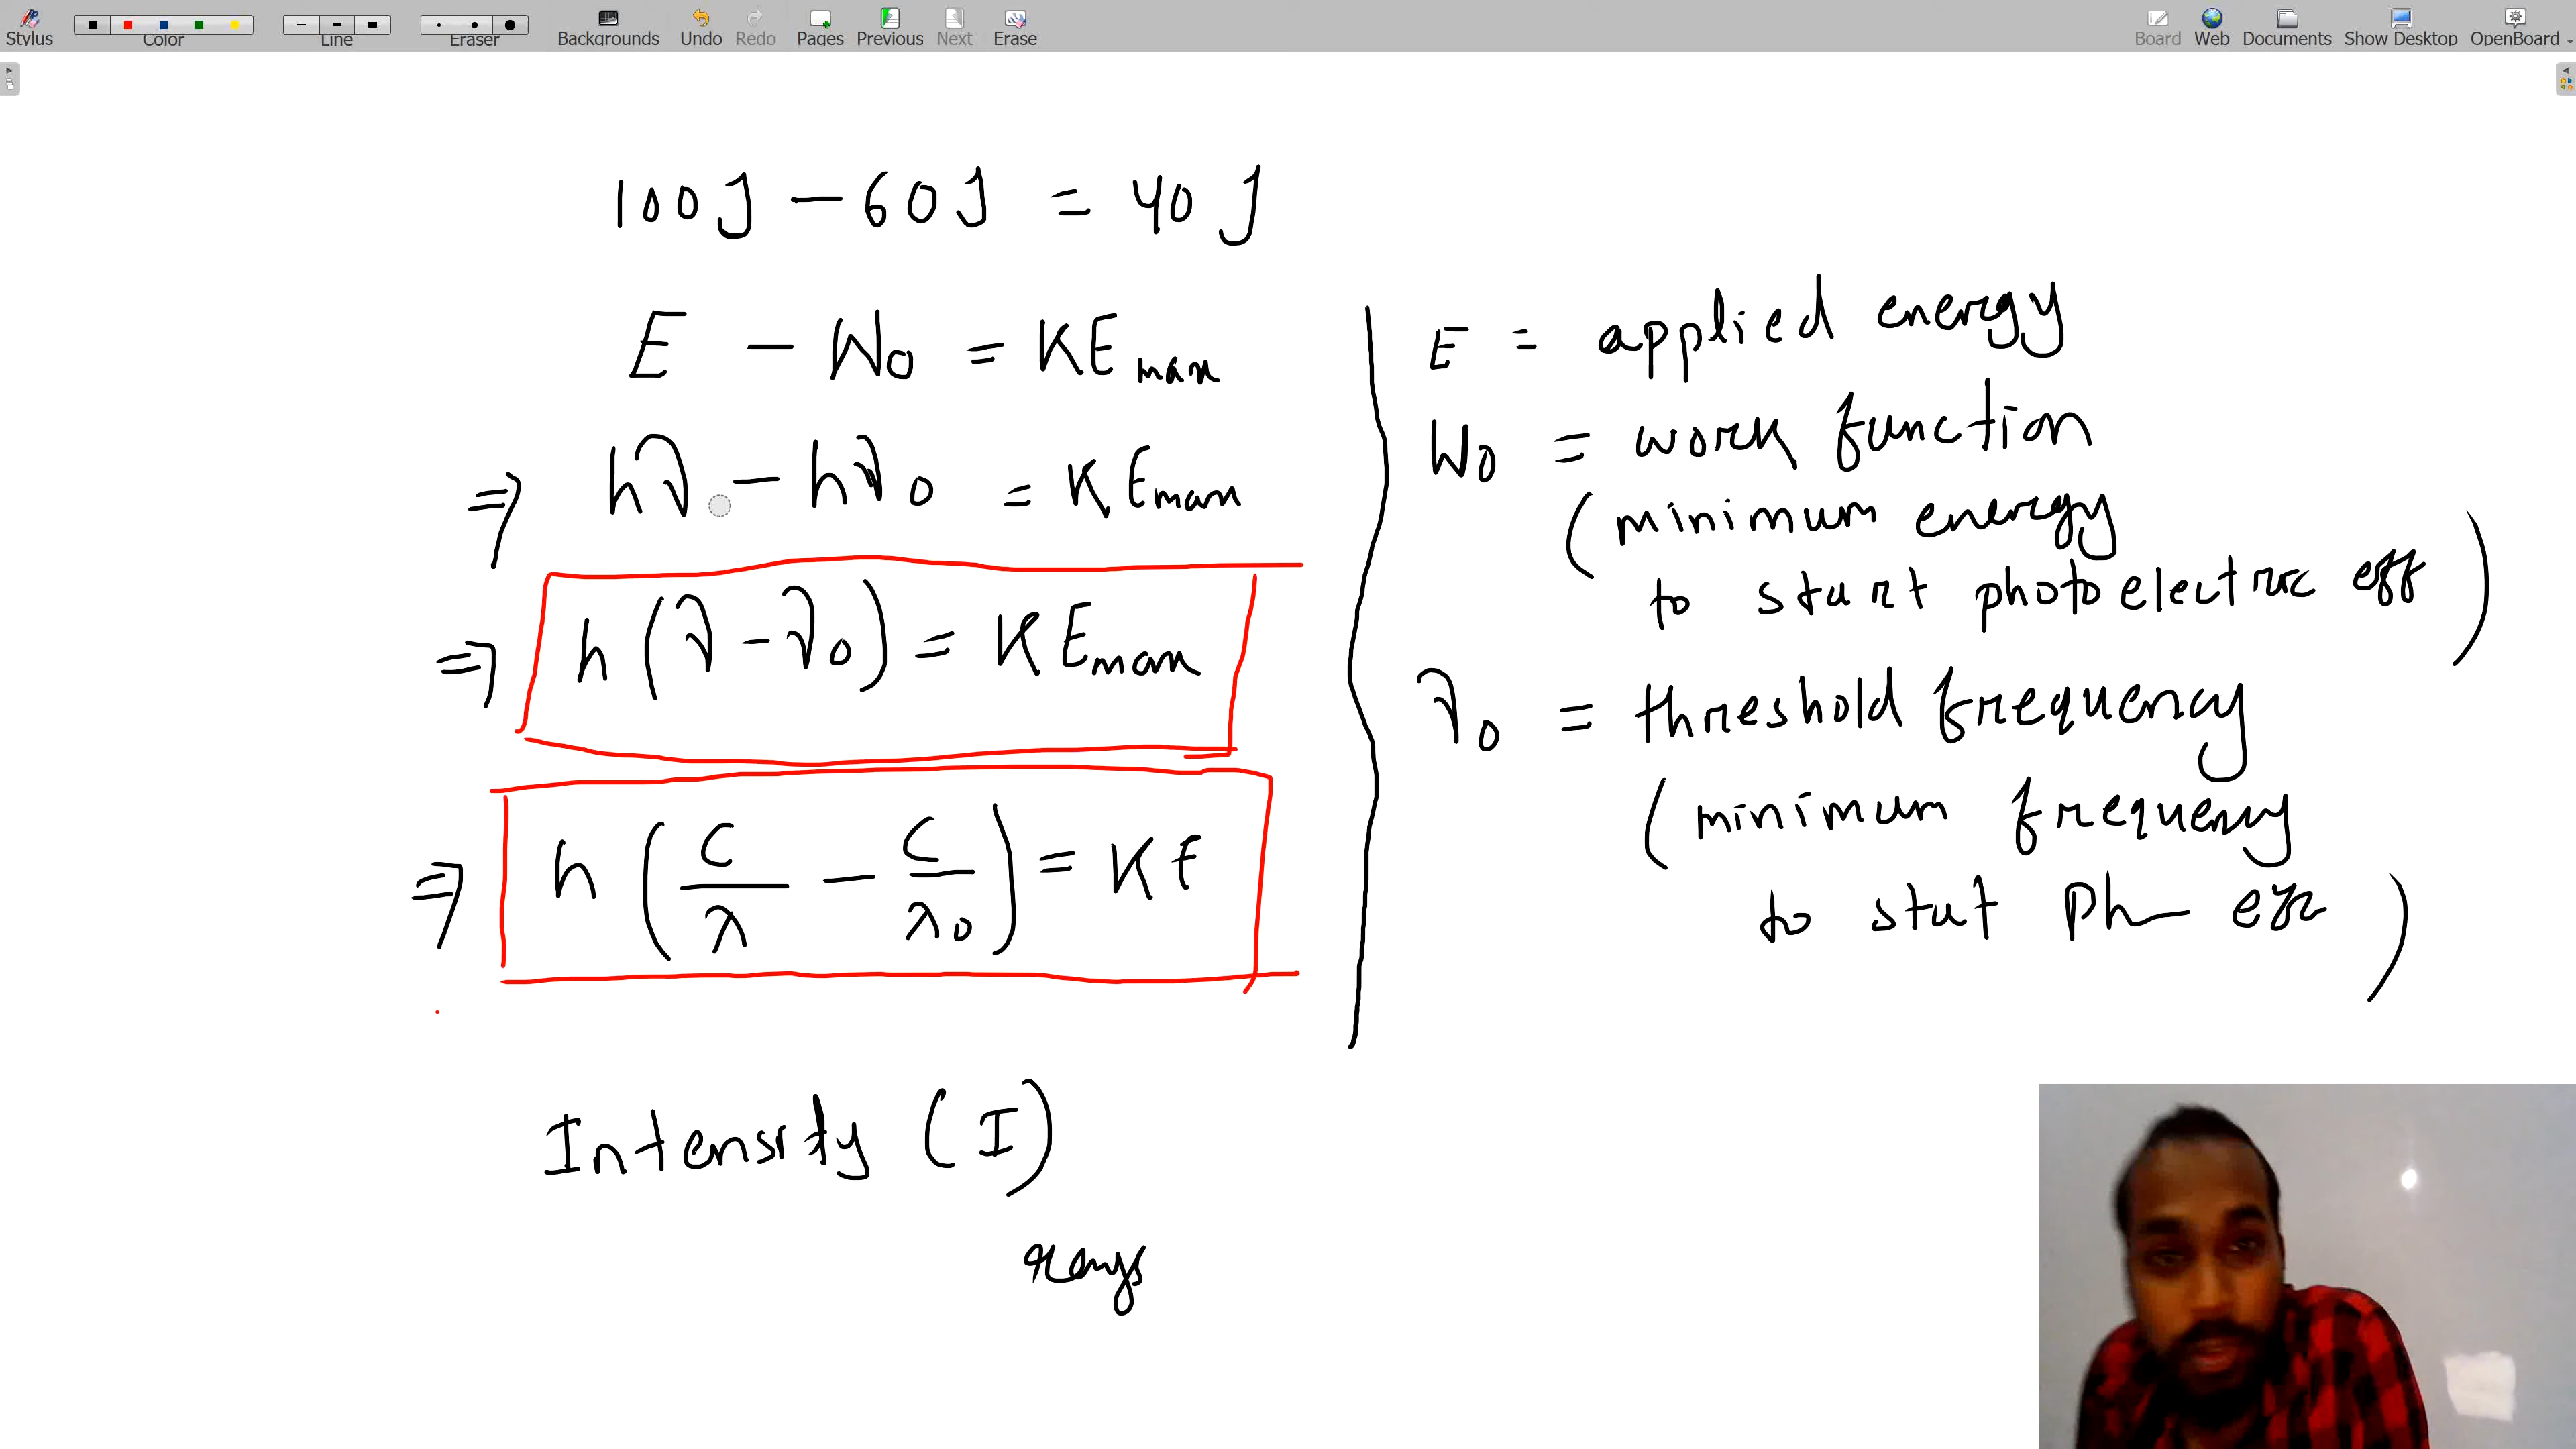 Stylus Color Line Eraser Backgrounds Undo Redo Pages Previous Next Erase Board Web Documents Show Desktop OpenBoard
100J - 60J = 40J
E - W₀ = KE max
⇒ hν - hν₀ = KEmax
⇒ h(ν - ν₀) = KEmax
⇒ h(c/λ - c/λ₀) = KE
Intensity (I)
rays
E = applied energy
W₀ = work function
(minimum energy
to start photoelectric eff)
ν₀ = threshold frequency
(minimum frequency
to start Ph eff)